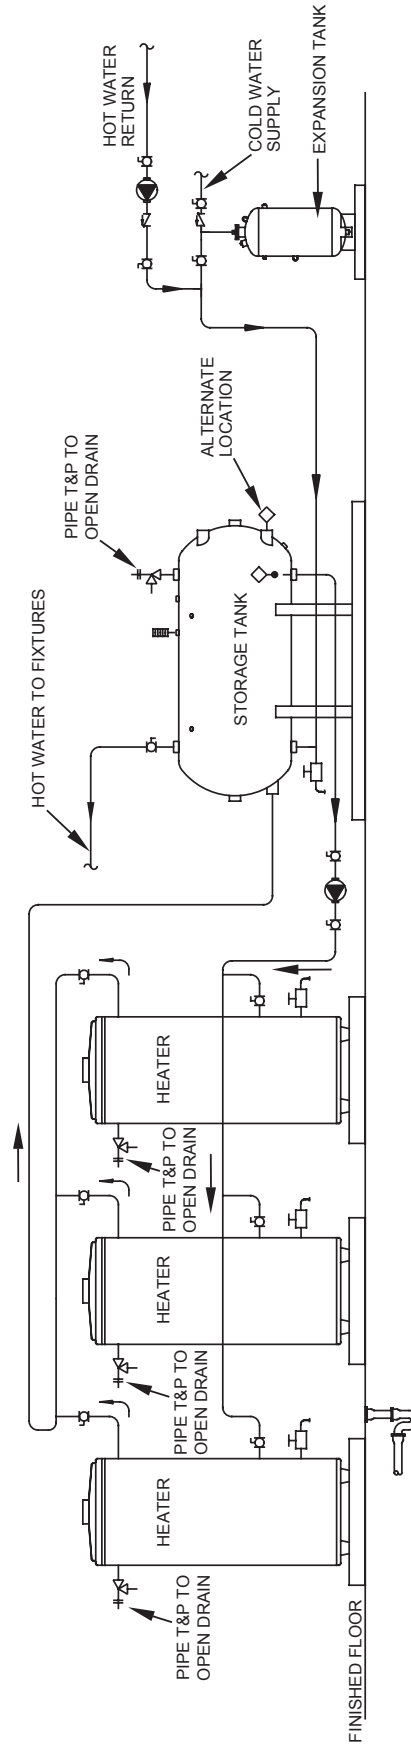 HOT WATER
RETURN
COLD WATER
SUPPLY
EXPANSION TANK
PIPE T&P TO
OPEN DRAIN
ALTERNATE
LOCATION
HOT WATER TO FIXTURES
STORAGE TANK
HEATER
PIPE T&P TO
OPEN DRAIN
HEATER
PIPE T&P TO
OPEN DRAIN
HEATER
PIPE T&P TO
OPEN DRAIN
FINISHED FLOOR